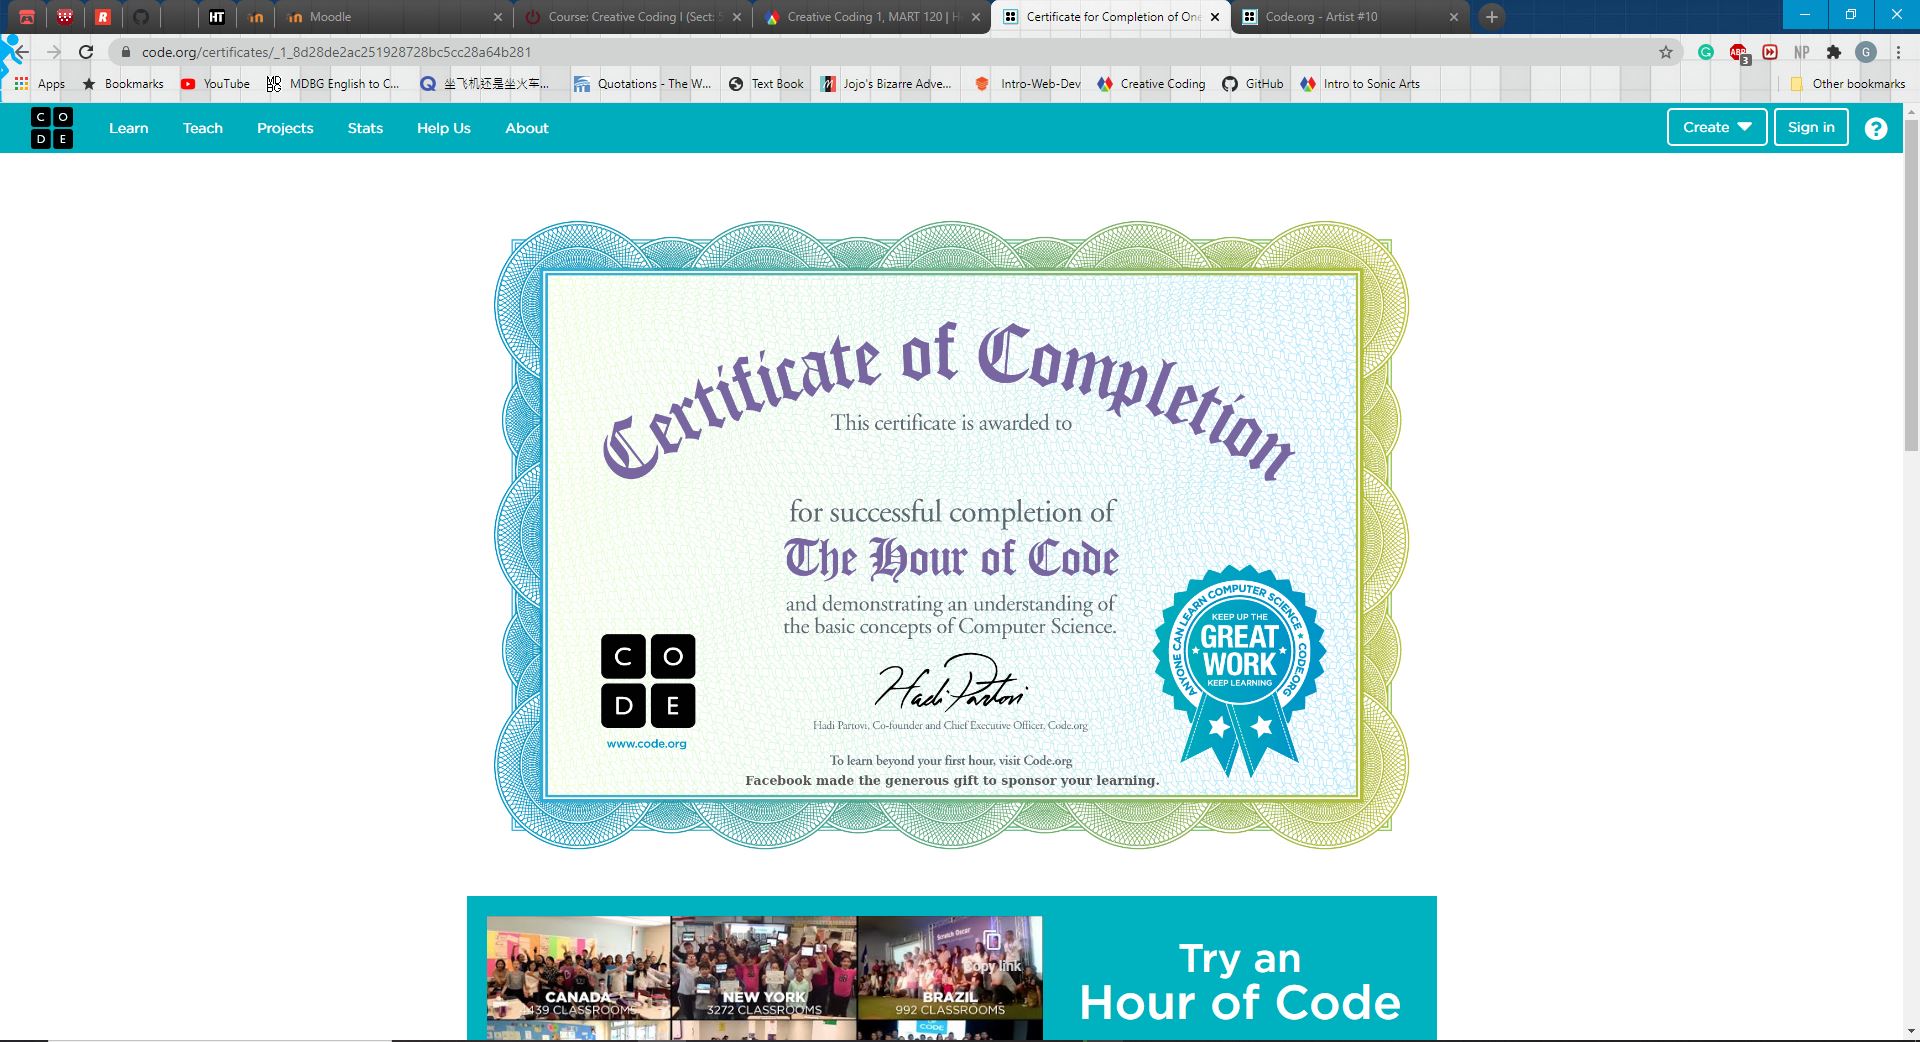 HT Moodle Course: Creative Coding I (Sect: Creative Coding 1, MART 120 | H Certificate for Completion of One Code.org - Artist #10
code.org/certificates/_1_8d28de2ac251928728bc5cc28a64b281 ABP 3 NP G
Apps Bookmarks YouTube MDBG English to C... 坐飞机还是坐火车... Quotations - The W... Text Book Jojo's Bizarre Adve... Intro-Web-Dev Creative Coding GitHub Intro to Sonic Arts Other bookmarks
C O D E Learn Teach Projects Stats Help Us About Create Sign in ?
Certificate of Completion
This certificate is awarded to
for successful completion of
The Hour of Code
and demonstrating an understanding of
the basic concepts of Computer Science.
C O
D E
www.code.org
Hadi Partovi
Hadi Partovi, Co-founder and Chief Executive Officer, Code.org
To learn beyond your first hour, visit Code.org
Facebook made the generous gift to sponsor your learning.
ANYONE CAN LEARN COMPUTER SCIENCE ★ CODE.ORG
KEEP UP THE
GREAT
WORK
KEEP LEARNING
CANADA
4439 CLASSROOMS
NEW YORK
3272 CLASSROOMS
Scratch Oscar
Copy link
BRAZIL
992 CLASSROOMS
CODE
Try an
Hour of Code